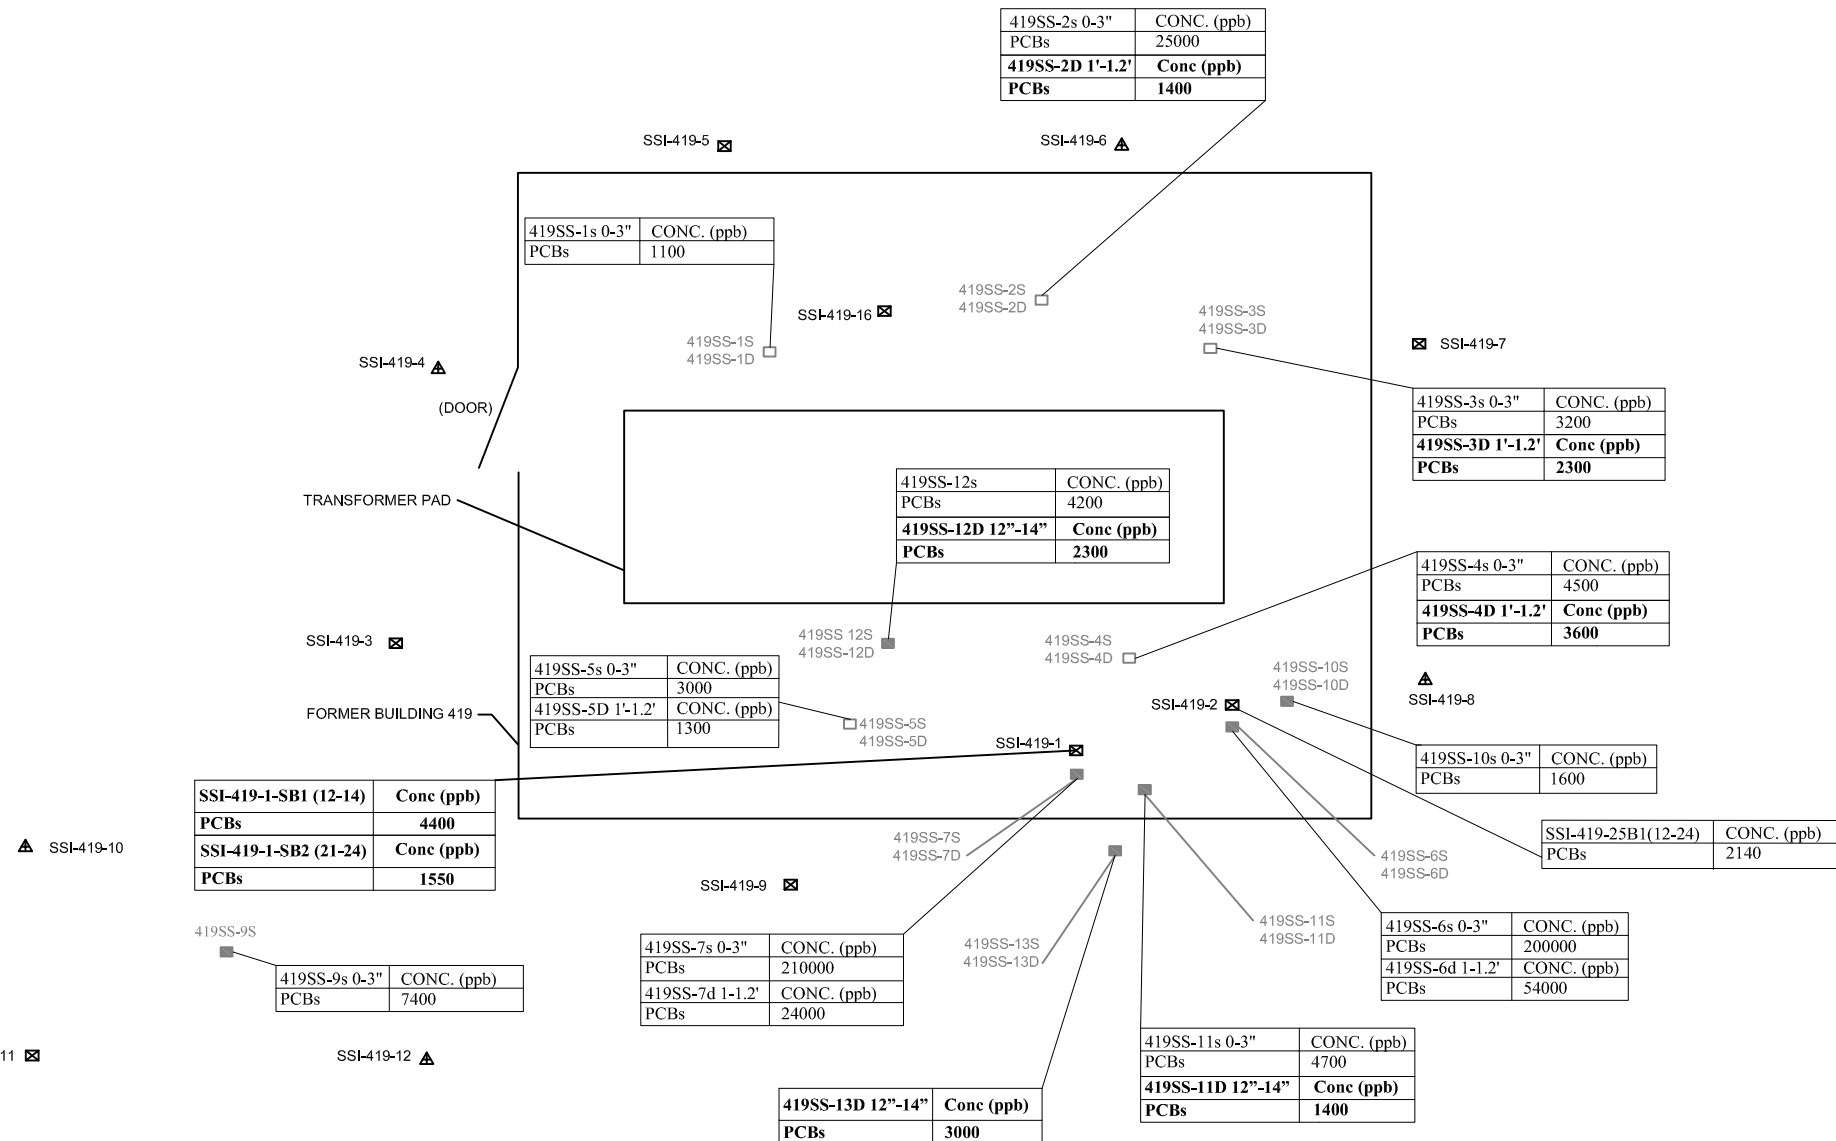 419SS-2s 0-3" CONC. (ppb)
PCBs 25000
419SS-2D 1'-1.2' Conc (ppb)
PCBs 1400
SSI-419-5
SSI-419-6
419SS-1s 0-3" CONC. (ppb)
PCBs 1100
419SS-2S
419SS-2D
SSI-419-16
419SS-3S
419SS-3D
419SS-1S
419SS-1D
SSI-419-7
SSI-419-4
(DOOR)
419SS-3s 0-3" CONC. (ppb)
PCBs 3200
419SS-3D 1'-1.2' Conc (ppb)
PCBs 2300
TRANSFORMER PAD
419SS-12s CONC. (ppb)
PCBs 4200
419SS-12D 12”-14” Conc (ppb)
PCBs 2300
419SS-4s 0-3" CONC. (ppb)
PCBs 4500
419SS-4D 1'-1.2' Conc (ppb)
PCBs 3600
SSI-419-3
419SS 12S
419SS-12D
419SS-4S
419SS-4D
419SS-5s 0-3" CONC. (ppb)
PCBs 3000
419SS-5D 1'-1.2' CONC. (ppb)
PCBs 1300
419SS-10S
419SS-10D
SSI-419-8
SSI-419-2
FORMER BUILDING 419
419SS-5S
419SS-5D
SSI-419-1
419SS-10s 0-3" CONC. (ppb)
PCBs 1600
SSI-419-1-SB1 (12-14) Conc (ppb)
PCBs 4400
SSI-419-1-SB2 (21-24) Conc (ppb)
PCBs 1550
SSI-419-10
419SS-7S
419SS-7D
SSI-419-25B1(12-24) CONC. (ppb)
PCBs 2140
419SS-6S
419SS-6D
SSI-419-9
419SS-9S
419SS-11S
419SS-11D
419SS-6s 0-3" CONC. (ppb)
PCBs 200000
419SS-6d 1-1.2' CONC. (ppb)
PCBs 54000
419SS-7s 0-3" CONC. (ppb)
PCBs 210000
419SS-7d 1-1.2' CONC. (ppb)
PCBs 24000
419SS-13S
419SS-13D
419SS-9s 0-3" CONC. (ppb)
PCBs 7400
11
SSI-419-12
419SS-11s 0-3" CONC. (ppb)
PCBs 4700
419SS-11D 12”-14” Conc (ppb)
PCBs 1400
419SS-13D 12”-14” Conc (ppb)
PCBs 3000